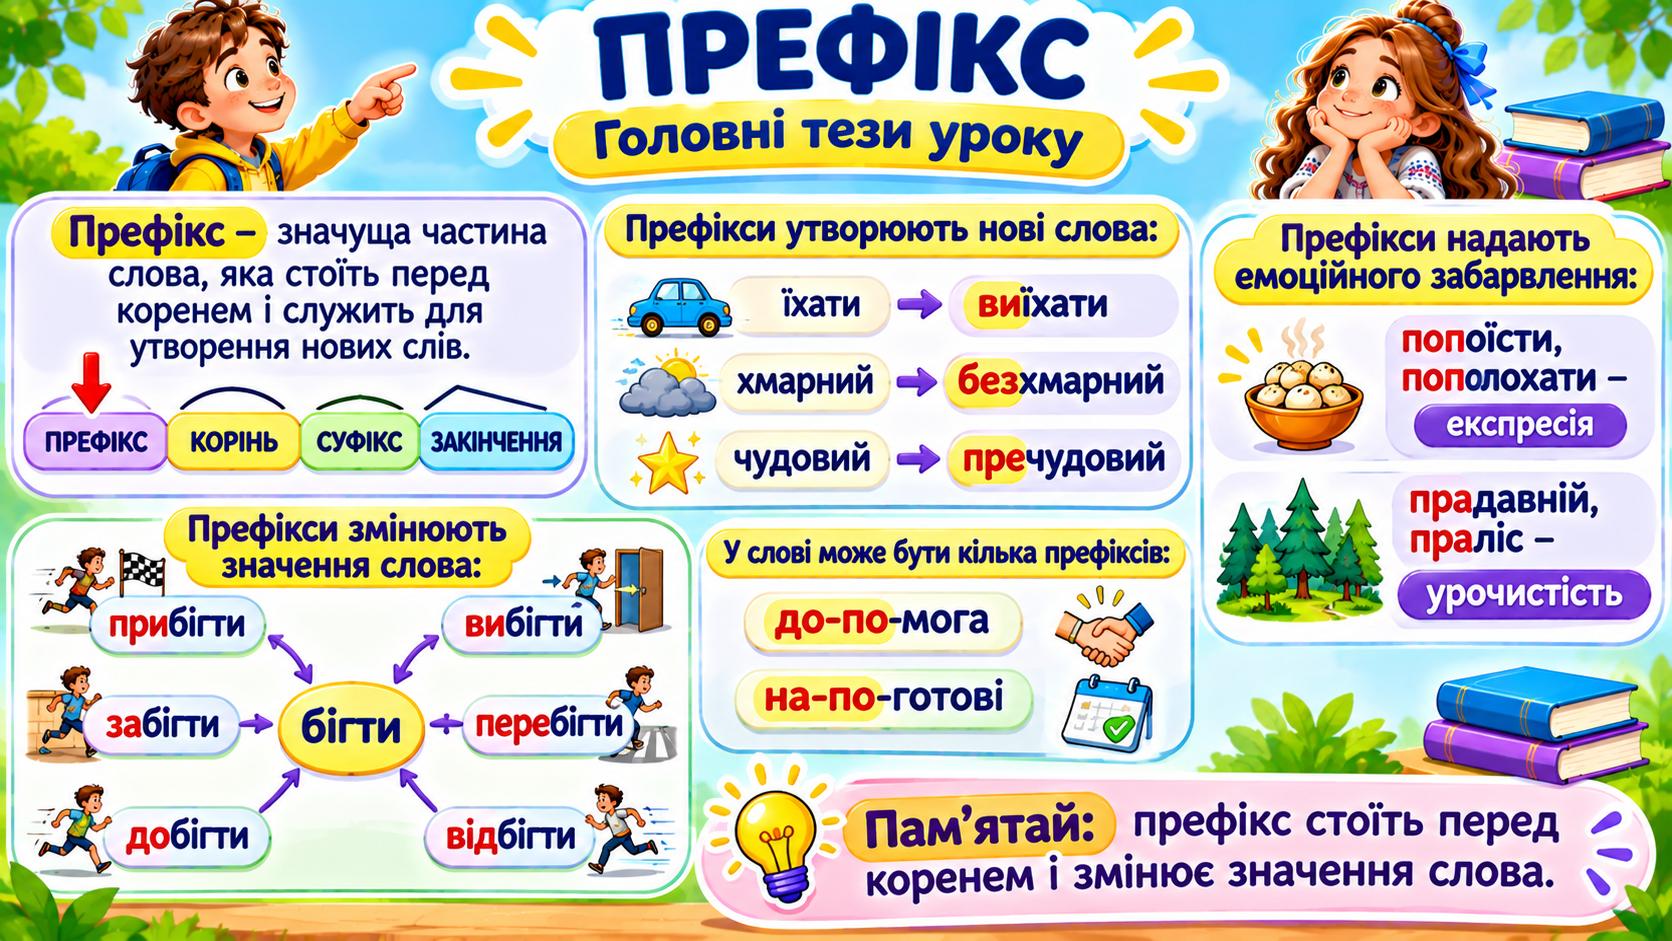 ПРЕФІКС
Головні тези уроку
Префікс – значуща частина
слова, яка стоїть перед
коренем і служить для
утворення нових слів.
ПРЕФІКС КОРІНЬ СУФІКС ЗАКІНЧЕННЯ
Префікси утворюють нові слова:
їхати виїхати
хмарний безхмарний
чудовий пречудовий
Префікси надають
емоційного забарвлення:
попоїсти,
пополохати –
експресія
прадавній,
праліс –
урочистість
Префікси змінюють
значення слова:
прибігти вибігти
забігти бігти перебігти
добігти відбігти
У слові може бути кілька префіксів:
до-по-мога
на-по-готові
Пам’ятай: префікс стоїть перед
коренем і змінює значення слова.